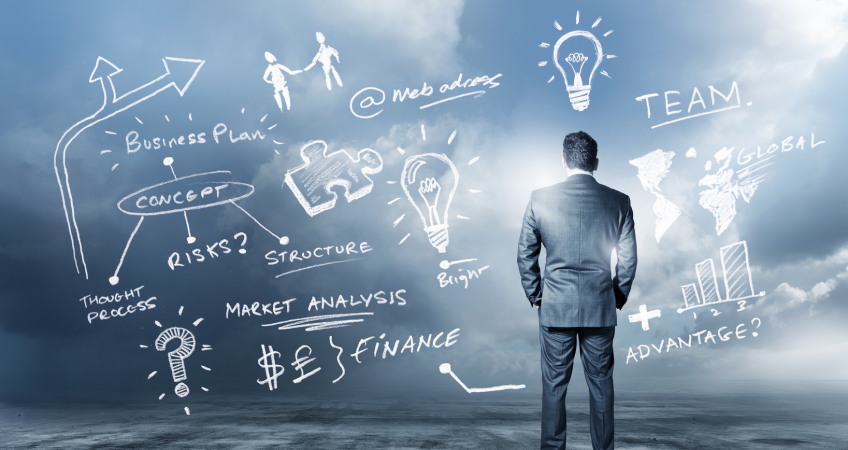 @ web adress
TEAM.
Business Plan
GLOBAL
CONCEPT
RISKS?
STRUCTURE
Bright
THOUGHT
PROCESS
MARKET ANALYSIS
1 2 3
$ £ } FINANCE
+
ADVANTAGE?